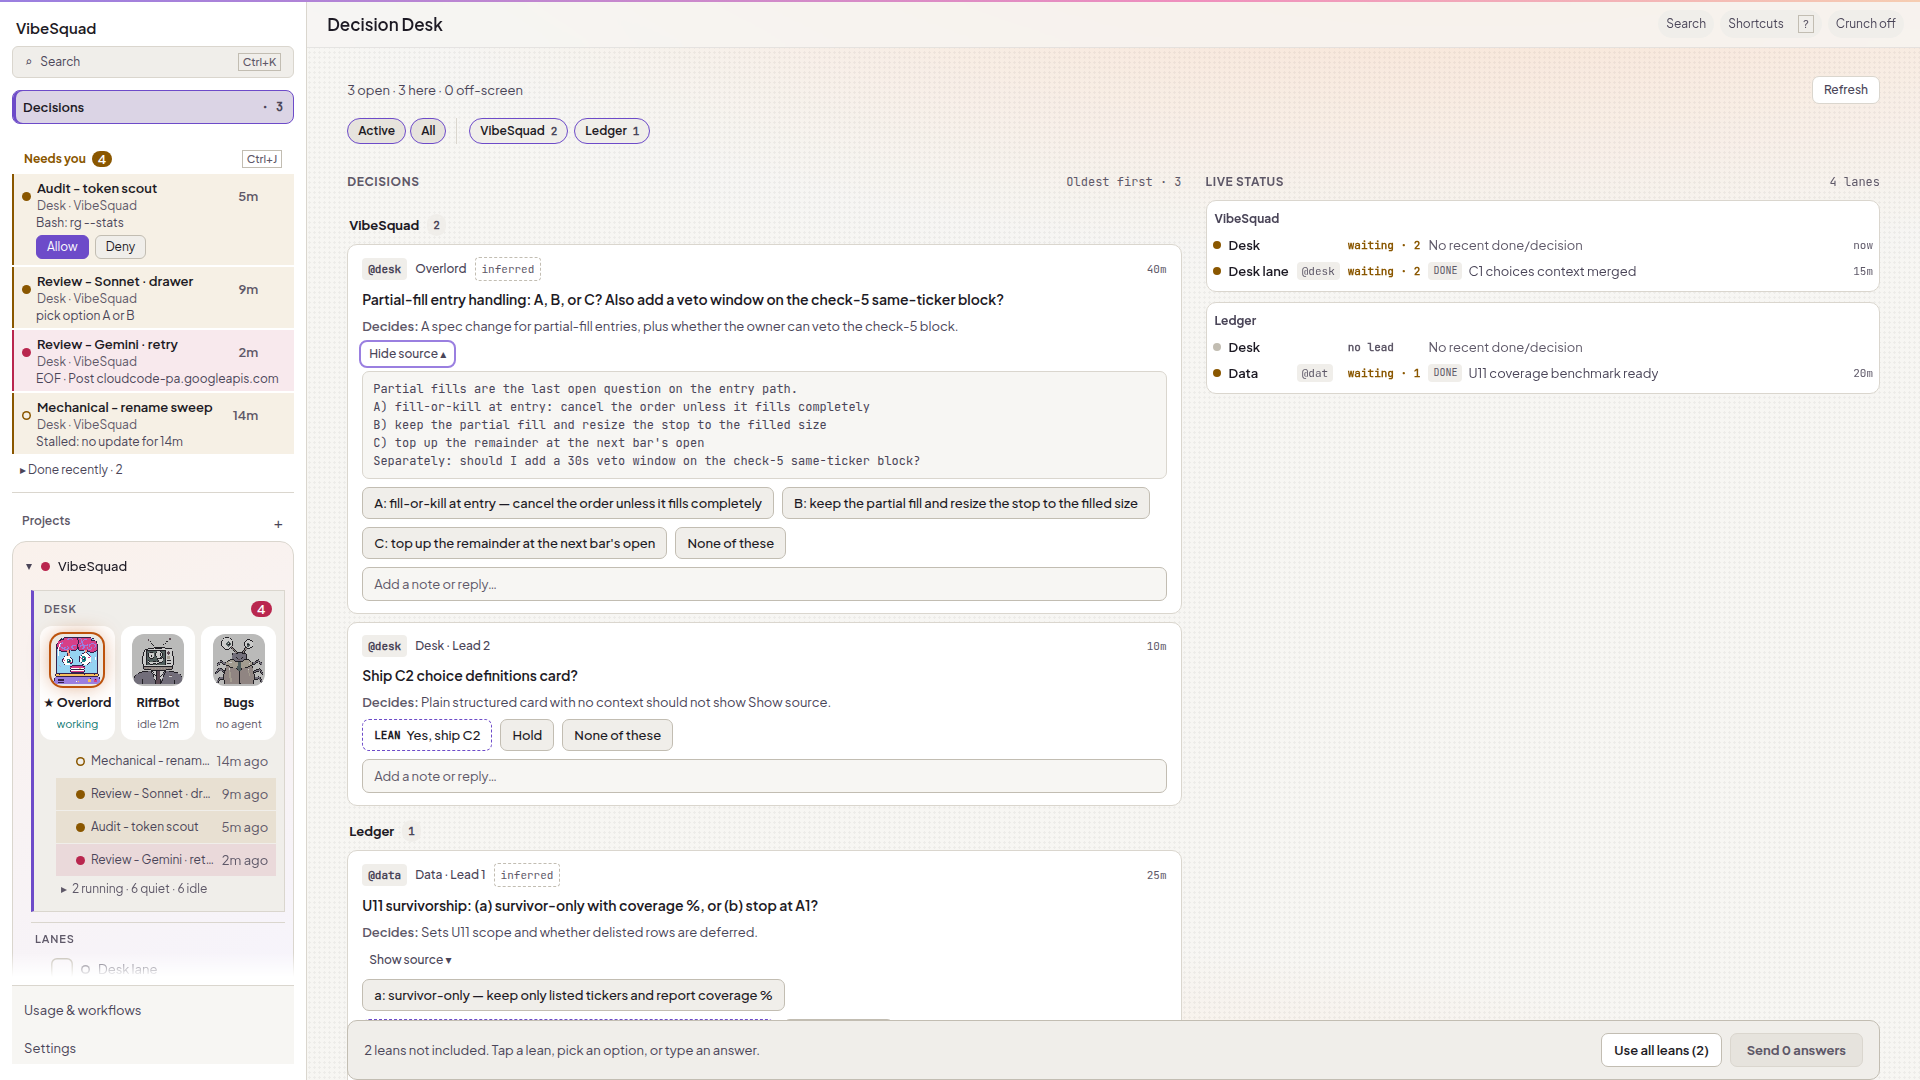 VibeSquad
Search Ctrl+K
Decisions · 3
Needs you 4 Ctrl+J
Audit – token scout 5m
Desk · VibeSquad
Bash: rg --stats
Allow Deny
Review – Sonnet · drawer 9m
Desk · VibeSquad
pick option A or B
Review – Gemini · retry 2m
Desk · VibeSquad
EOF · Post cloudcode-pa.googleapis.com
Mechanical – rename sweep 14m
Desk · VibeSquad
Stalled: no update for 14m
▸ Done recently · 2
Projects +
▾ VibeSquad
DESK 4
★ Overlord RiffBot Bugs
working idle 12m no agent
Mechanical – renam… 14m ago
Review – Sonnet · dr… 9m ago
Audit – token scout 5m ago
Review – Gemini · ret… 2m ago
▸ 2 running · 6 quiet · 6 idle
LANES
Desk lane
Usage & workflows
Settings
Decision Desk
Search Shortcuts ? Crunch off
3 open · 3 here · 0 off-screen
Refresh
Active All VibeSquad 2 Ledger 1
DECISIONS Oldest first · 3
VibeSquad 2
@desk Overlord inferred 40m
Partial-fill entry handling: A, B, or C? Also add a veto window on the check-5 same-ticker block?
Decides: A spec change for partial-fill entries, plus whether the owner can veto the check-5 block.
Hide source ▴
Partial fills are the last open question on the entry path.
A) fill-or-kill at entry: cancel the order unless it fills completely
B) keep the partial fill and resize the stop to the filled size
C) top up the remainder at the next bar's open
Separately: should I add a 30s veto window on the check-5 same-ticker block?
A: fill-or-kill at entry — cancel the order unless it fills completely
B: keep the partial fill and resize the stop to the filled size
C: top up the remainder at the next bar's open
None of these
Add a note or reply…
@desk Desk · Lead 2 10m
Ship C2 choice definitions card?
Decides: Plain structured card with no context should not show Show source.
LEAN Yes, ship C2 Hold None of these
Add a note or reply…
Ledger 1
@data Data · Lead 1 inferred 25m
U11 survivorship: (a) survivor-only with coverage %, or (b) stop at A1?
Decides: Sets U11 scope and whether delisted rows are deferred.
Show source ▾
a: survivor-only — keep only listed tickers and report coverage %
2 leans not included. Tap a lean, pick an option, or type an answer.
Use all leans (2) Send 0 answers
LIVE STATUS 4 lanes
VibeSquad
Desk waiting · 2 No recent done/decision now
Desk lane @desk waiting · 2 DONE C1 choices context merged 15m
Ledger
Desk no lead No recent done/decision
Data @dat waiting · 1 DONE U11 coverage benchmark ready 20m